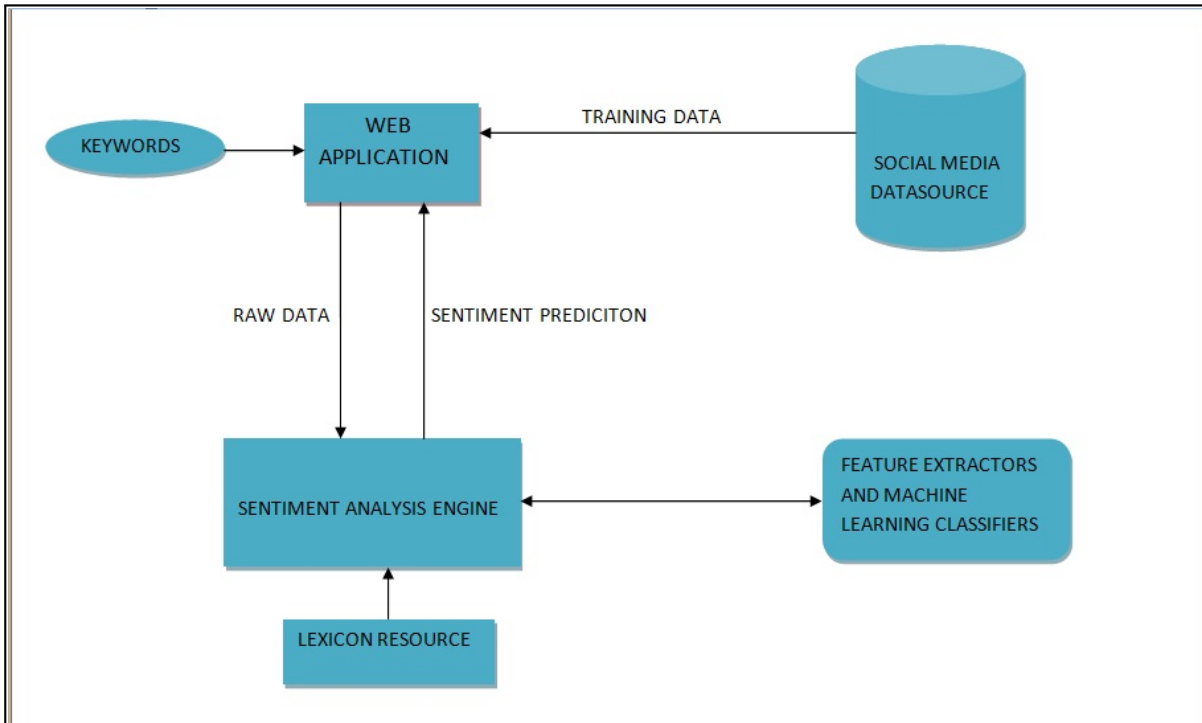 KEYWORDS
WEB
APPLICATION
TRAINING DATA
SOCIAL MEDIA
DATASOURCE
RAW DATA
SENTIMENT PREDICITON
SENTIMENT ANALYSIS ENGINE
FEATURE EXTRACTORS
AND MACHINE
LEARNING CLASSIFIERS
LEXICON RESOURCE